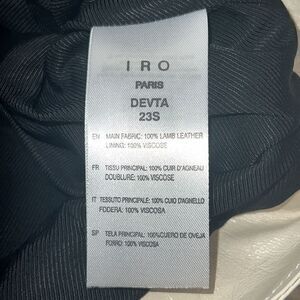 IRO
PARIS
DEVTA
23S
EN MAIN FABRIC: 100% LAMB LEATHER
LINING: 100% VISCOSE
FR TISSU PRINCIPAL: 100% CUIR D'AGNEAU
DOUBLURE: 100% VISCOSE
IT TESSUTO PRINCIPALE: 100% CUIO D'AGNELLO
FODERA: 100% VISCOSA
SP TELA PRINCIPAL: 100%CUERO DE OVEJA
FORRO: 100% VISCOSA